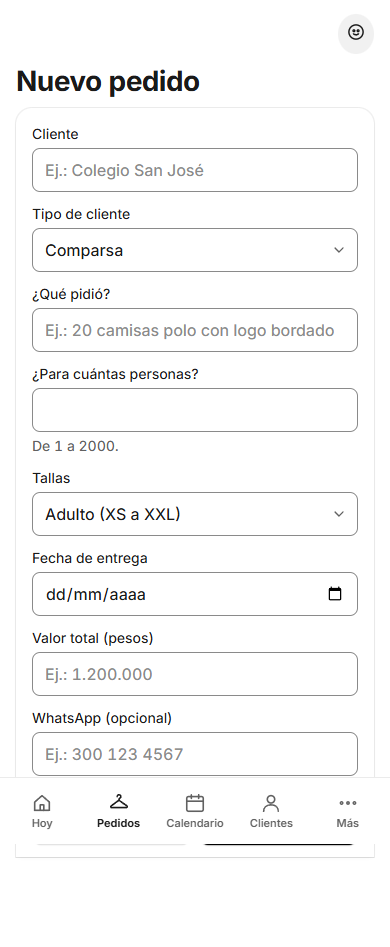 Nuevo pedido
Cliente
Ej.: Colegio San José
Tipo de cliente
Comparsa
¿Qué pidió?
Ej.: 20 camisas polo con logo bordado
¿Para cuántas personas?
De 1 a 2000.
Tallas
Adulto (XS a XXL)
Fecha de entrega
dd/mm/aaaa
Valor total (pesos)
Ej.: 1.200.000
WhatsApp (opcional)
Ej.: 300 123 4567
Hoy Pedidos Calendario Clientes Más